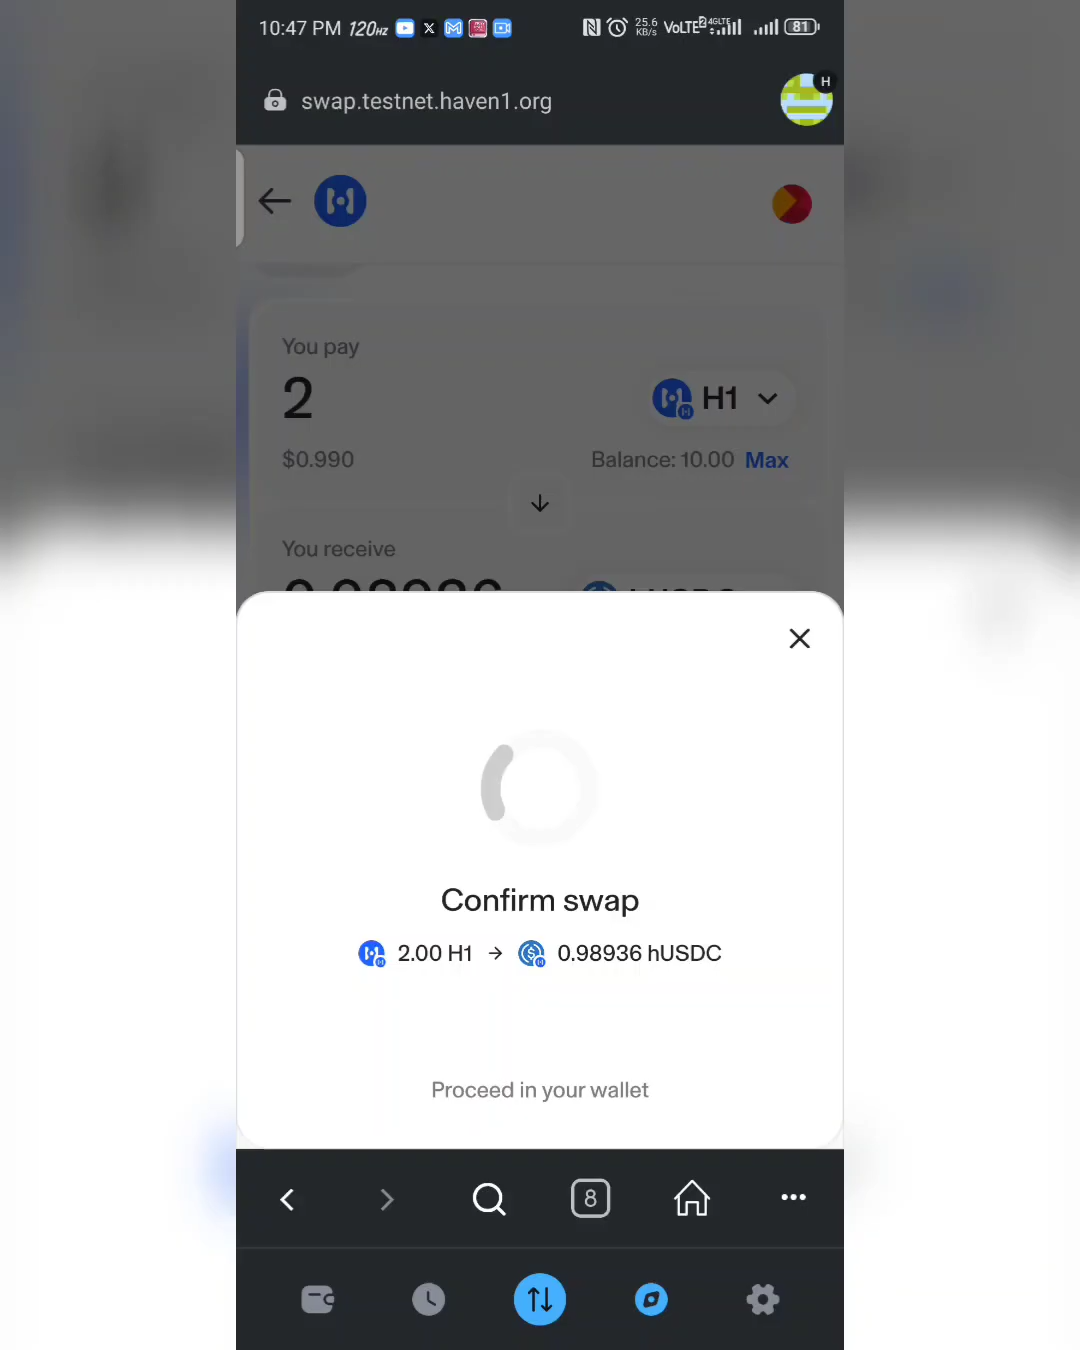 10:47 PM 120HZ X 25.6 KB/s VoLTE 2 4GLTE 81
swap.testnet.haven1.org H
You pay
2 H1
$0.990 Balance: 10.00 Max
You receive
Confirm swap
2.00 H1 → 0.98936 hUSDC
Proceed in your wallet
8